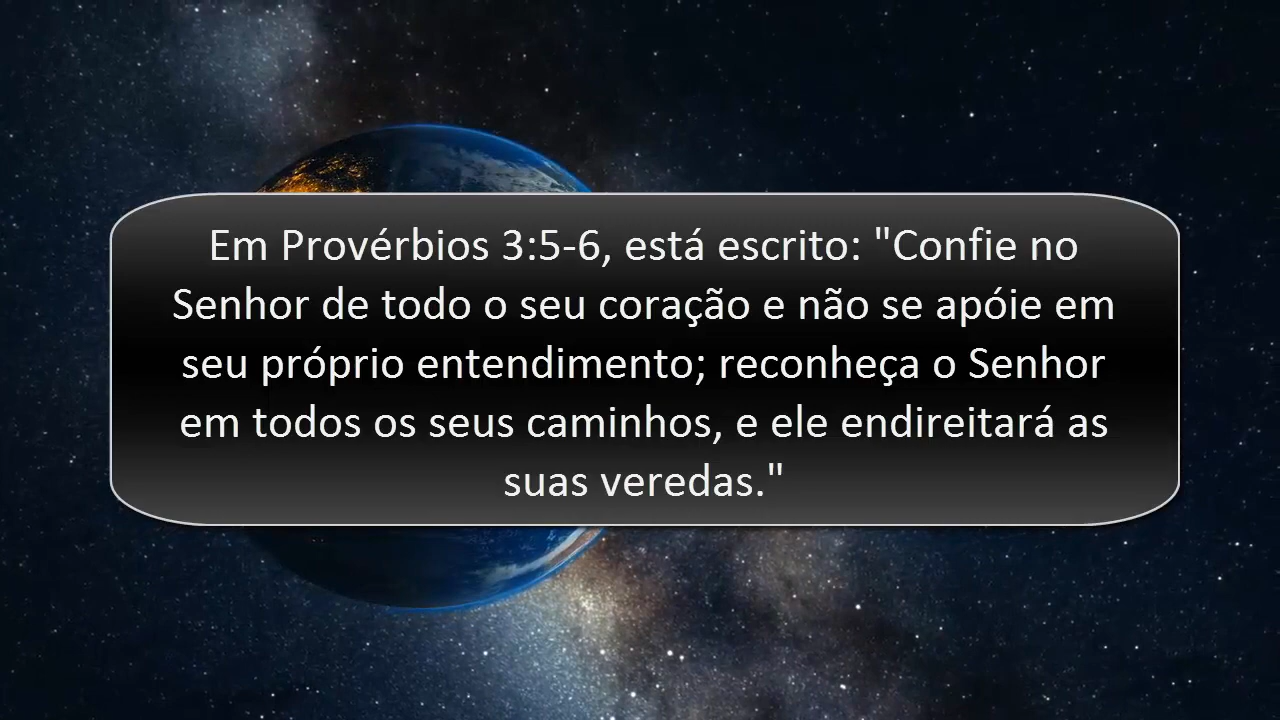 Em Provérbios 3:5-6, está escrito: "Confie no
Senhor de todo o seu coração e não se apóie em
seu próprio entendimento; reconheça o Senhor
em todos os seus caminhos, e ele endireitará as
suas veredas."